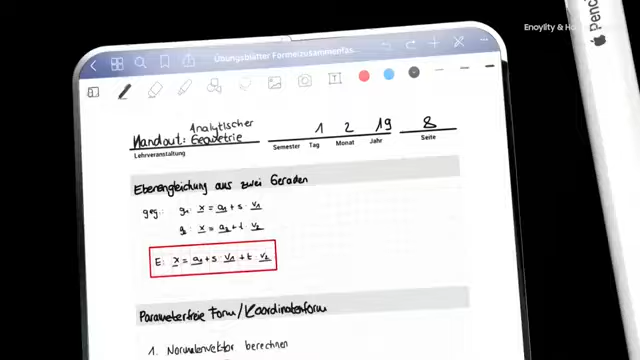 Enoylity & Ho
Pencil
Übungsblätter Formelzusammenfas...
Handout: Analytischer Geometrie
1 2 19 8
Lehrveranstaltung Semester Tag Monat Jahr Seite
Ebenengleichung aus zwei Geraden
geg.: g₁: x = a₁ + s · v₁
g₂: x = a₂ + t · v₂
E: x = a₁ + s · v₁ + t · v₂
Parameterfreie Form/Koordinatenform
1. Normalenvektor berechnen